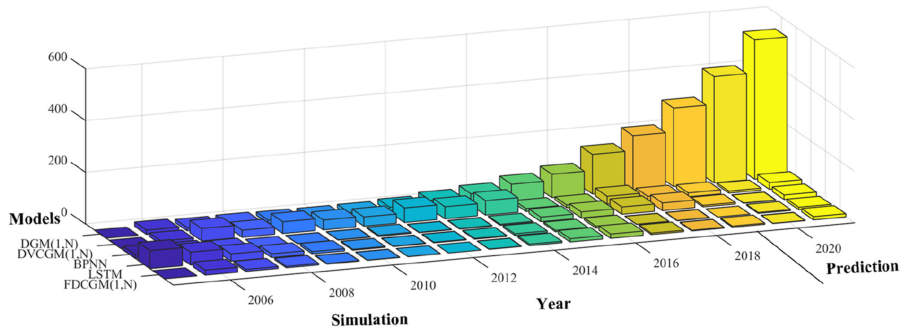 600
400
200
0
Models
DGM(1,N)
DVCGM(1,N)
BPNN
LSTM
FDCGM(1,N)
2006
2008
2010
2012
2014
2016
2018
2020
Simulation
Year
Prediction